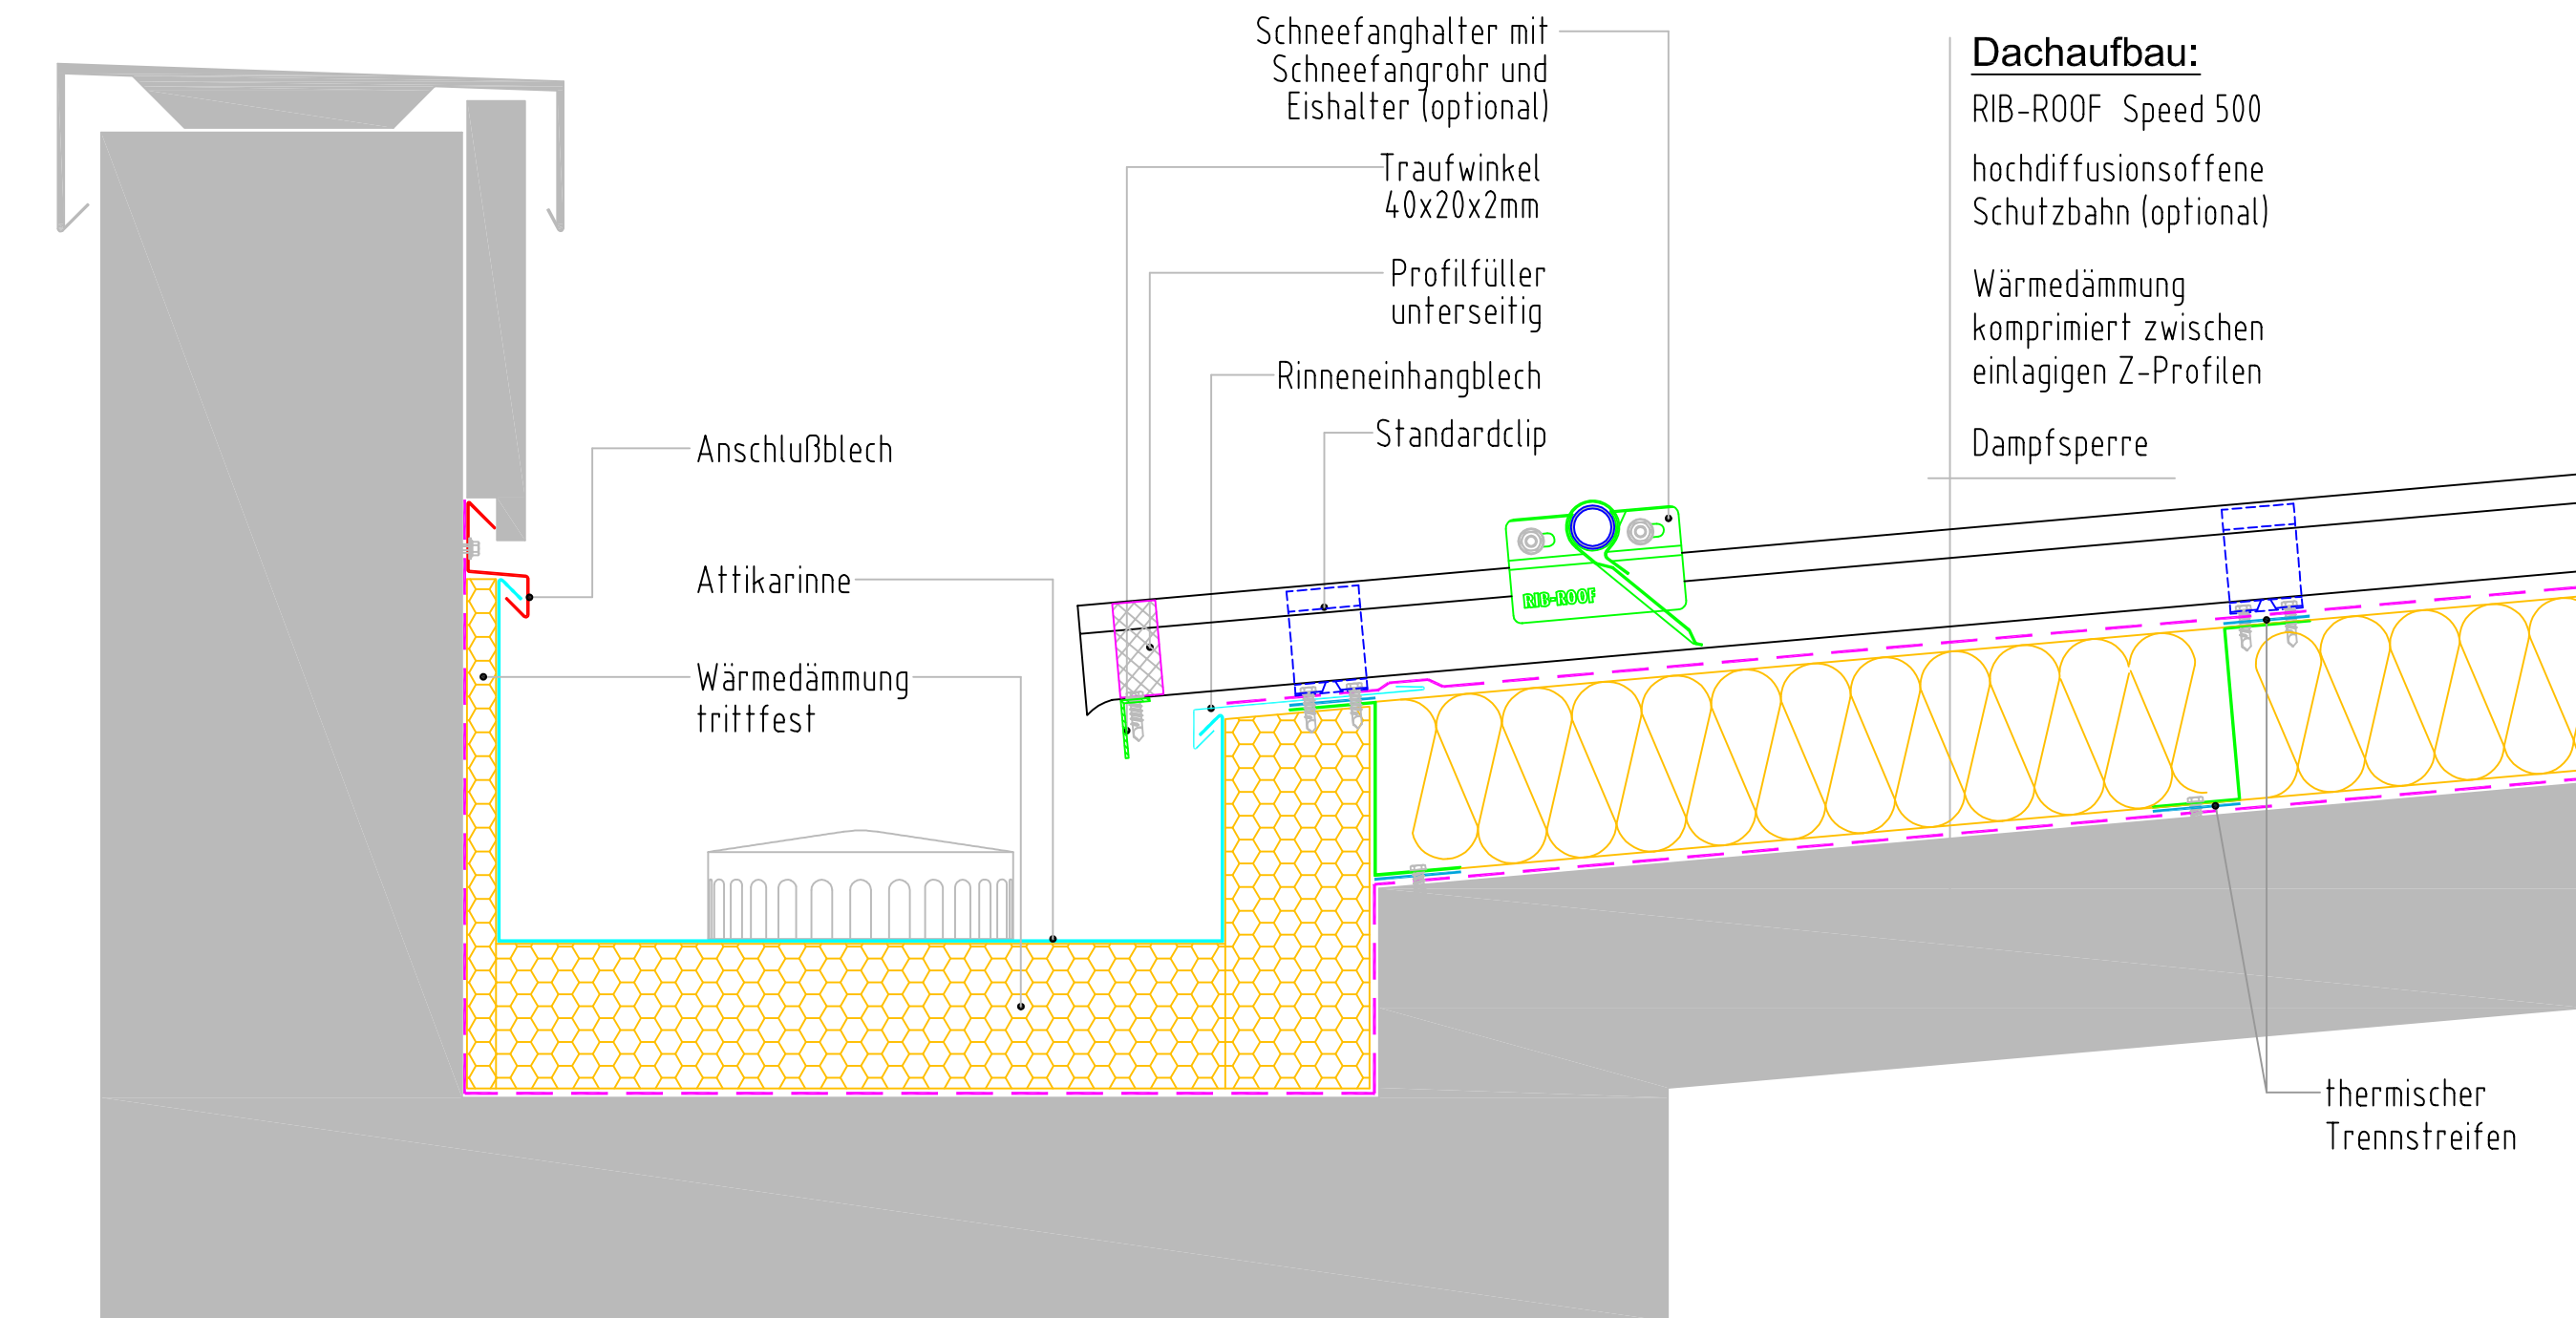 Schneefanghalter mit
Schneefangrohr und
Eishalter (optional)
Traufwinkel
40x20x2mm
Profilfüller
unterseitig
Rinneneinhangblech
Standardclip
Dachaufbau:
RIB-ROOF Speed 500
hochdiffusionsoffene
Schutzbahn (optional)
Wärmedämmung
komprimiert zwischen
einlagigen Z-Profilen
Dampfsperre
Anschlußblech
Attikarinne
Wärmedämmung
trittfest
RIB-ROOF
thermischer
Trennstreifen